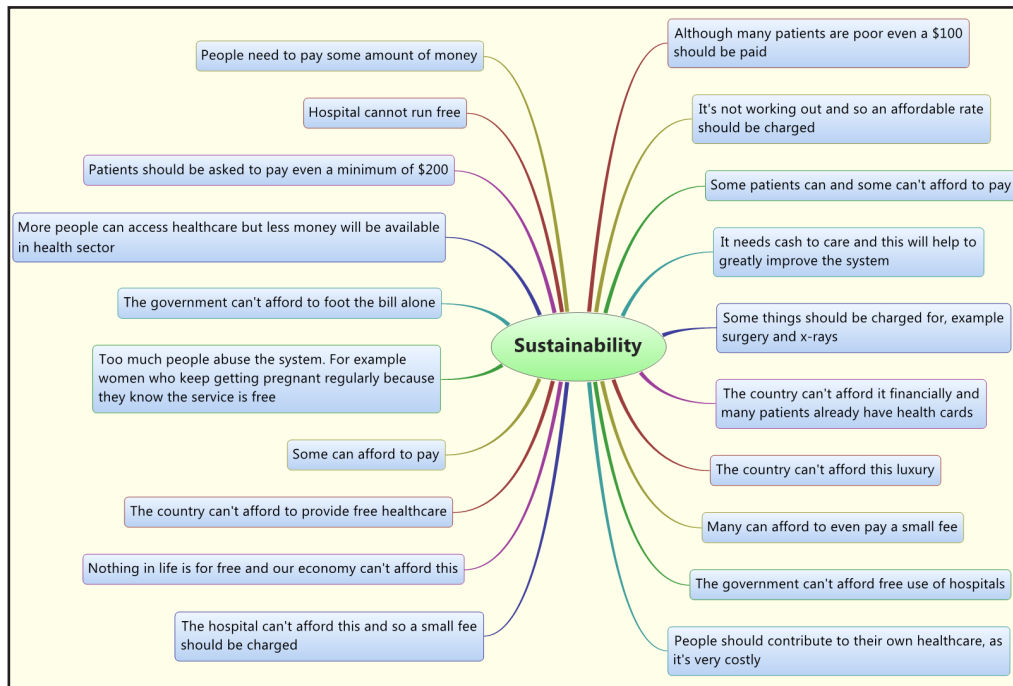 People need to pay some amount of money
Hospital cannot run free
Patients should be asked to pay even a minimum of $200
More people can access healthcare but less money will be available
in health sector
The government can't afford to foot the bill alone
Too much people abuse the system. For example
women who keep getting pregnant regularly because
they know the service is free
Some can afford to pay
The country can't afford to provide free healthcare
Nothing in life is for free and our economy can't afford this
The hospital can't afford this and so a small fee
should be charged
Sustainability
Although many patients are poor even a $100
should be paid
It's not working out and so an affordable rate
should be charged
Some patients can and some can't afford to pay
It needs cash to care and this will help to
greatly improve the system
Some things should be charged for, example
surgery and x-rays
The country can't afford it financially and
many patients already have health cards
The country can't afford this luxury
Many can afford to even pay a small fee
The government can't afford free use of hospitals
People should contribute to their own healthcare, as
it's very costly